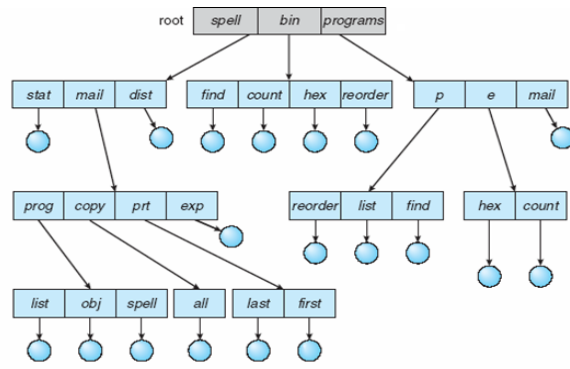 root spell bin programs
stat mail dist find count hex reorder p e mail
prog copy prt exp reorder list find hex count
list obj spell all last first